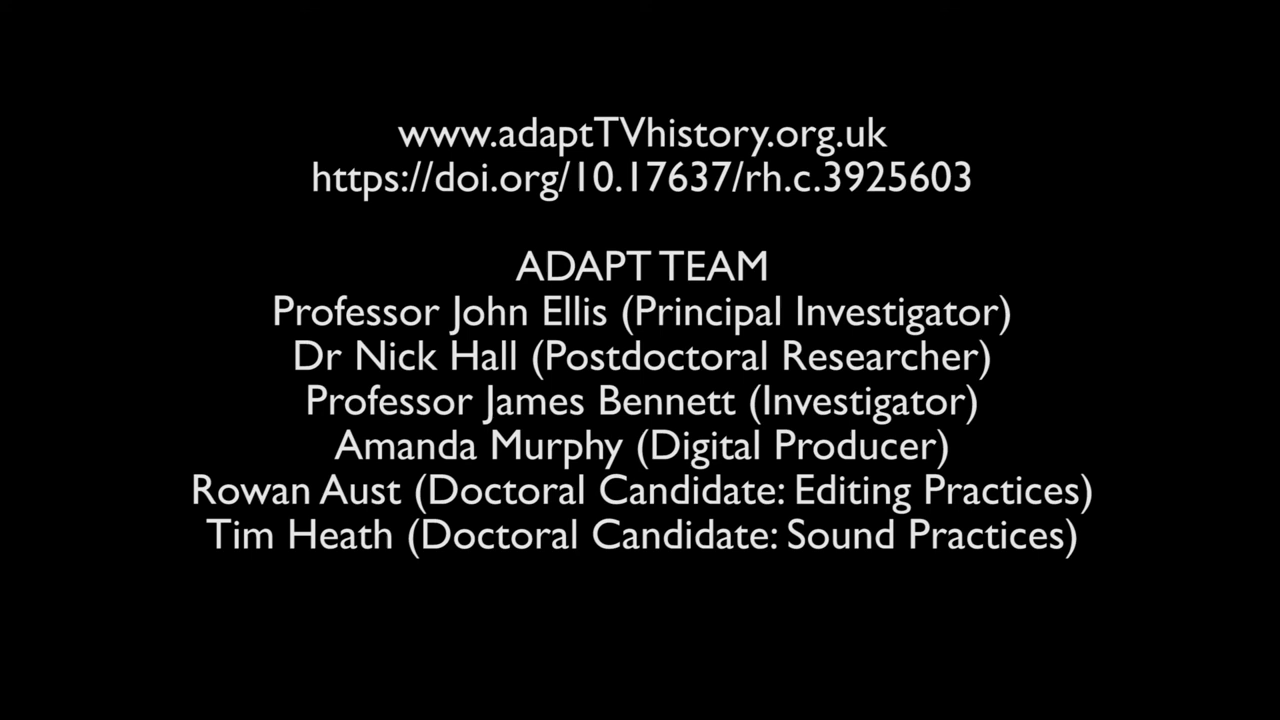 www.adaptTVhistory.org.uk
https://doi.org/10.17637/rh.c.3925603
ADAPT TEAM
Professor John Ellis (Principal Investigator)
Dr Nick Hall (Postdoctoral Researcher)
Professor James Bennett (Investigator)
Amanda Murphy (Digital Producer)
Rowan Aust (Doctoral Candidate: Editing Practices)
Tim Heath (Doctoral Candidate: Sound Practices)